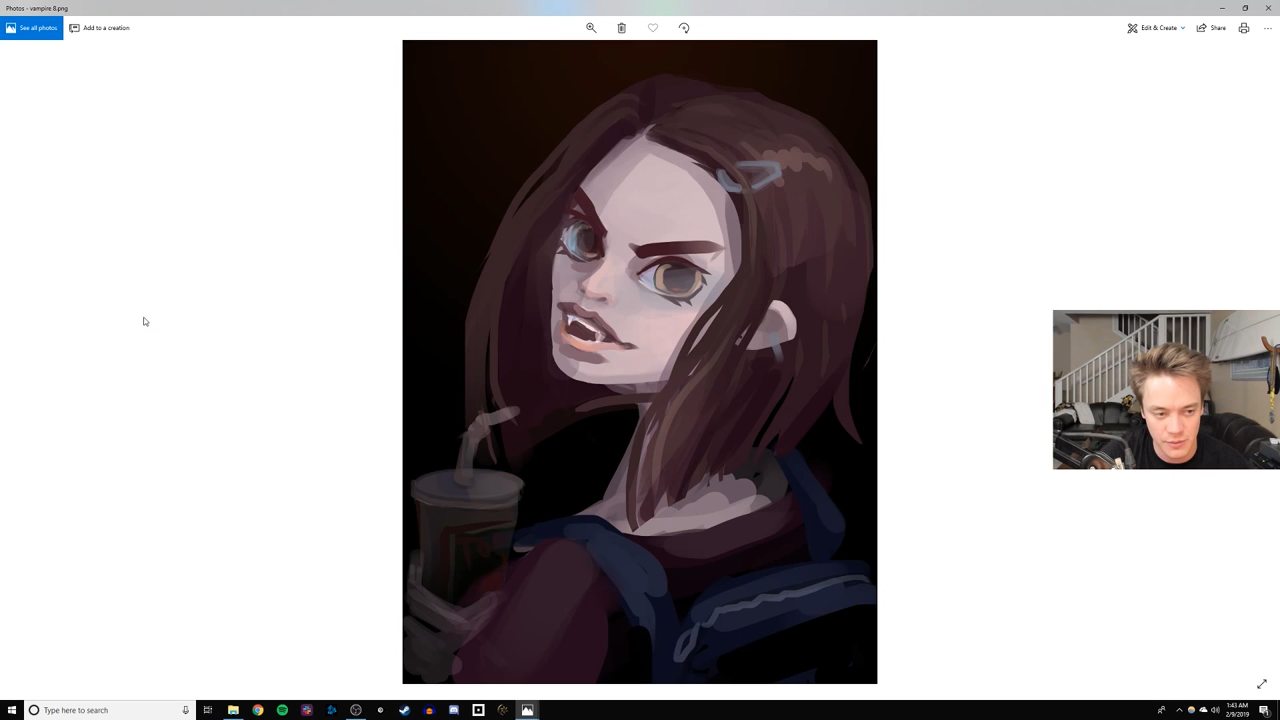 Photos - vampire 8.png
See all photos
Add to a creation
Edit & Create
Share
Type here to search
1:43 AM
2/9/2019